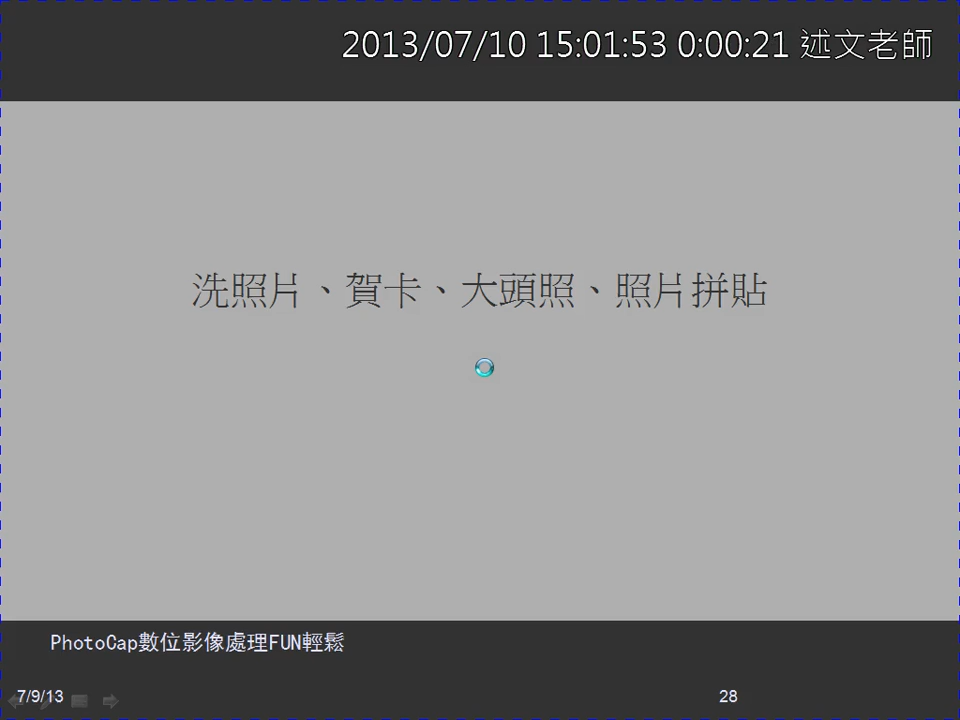 2013/07/10 15:01:53 0:00:21 述文老師
洗照片、賀卡、大頭照、照片拼貼
PhotoCap數位影像處理FUN輕鬆
7/9/13
28